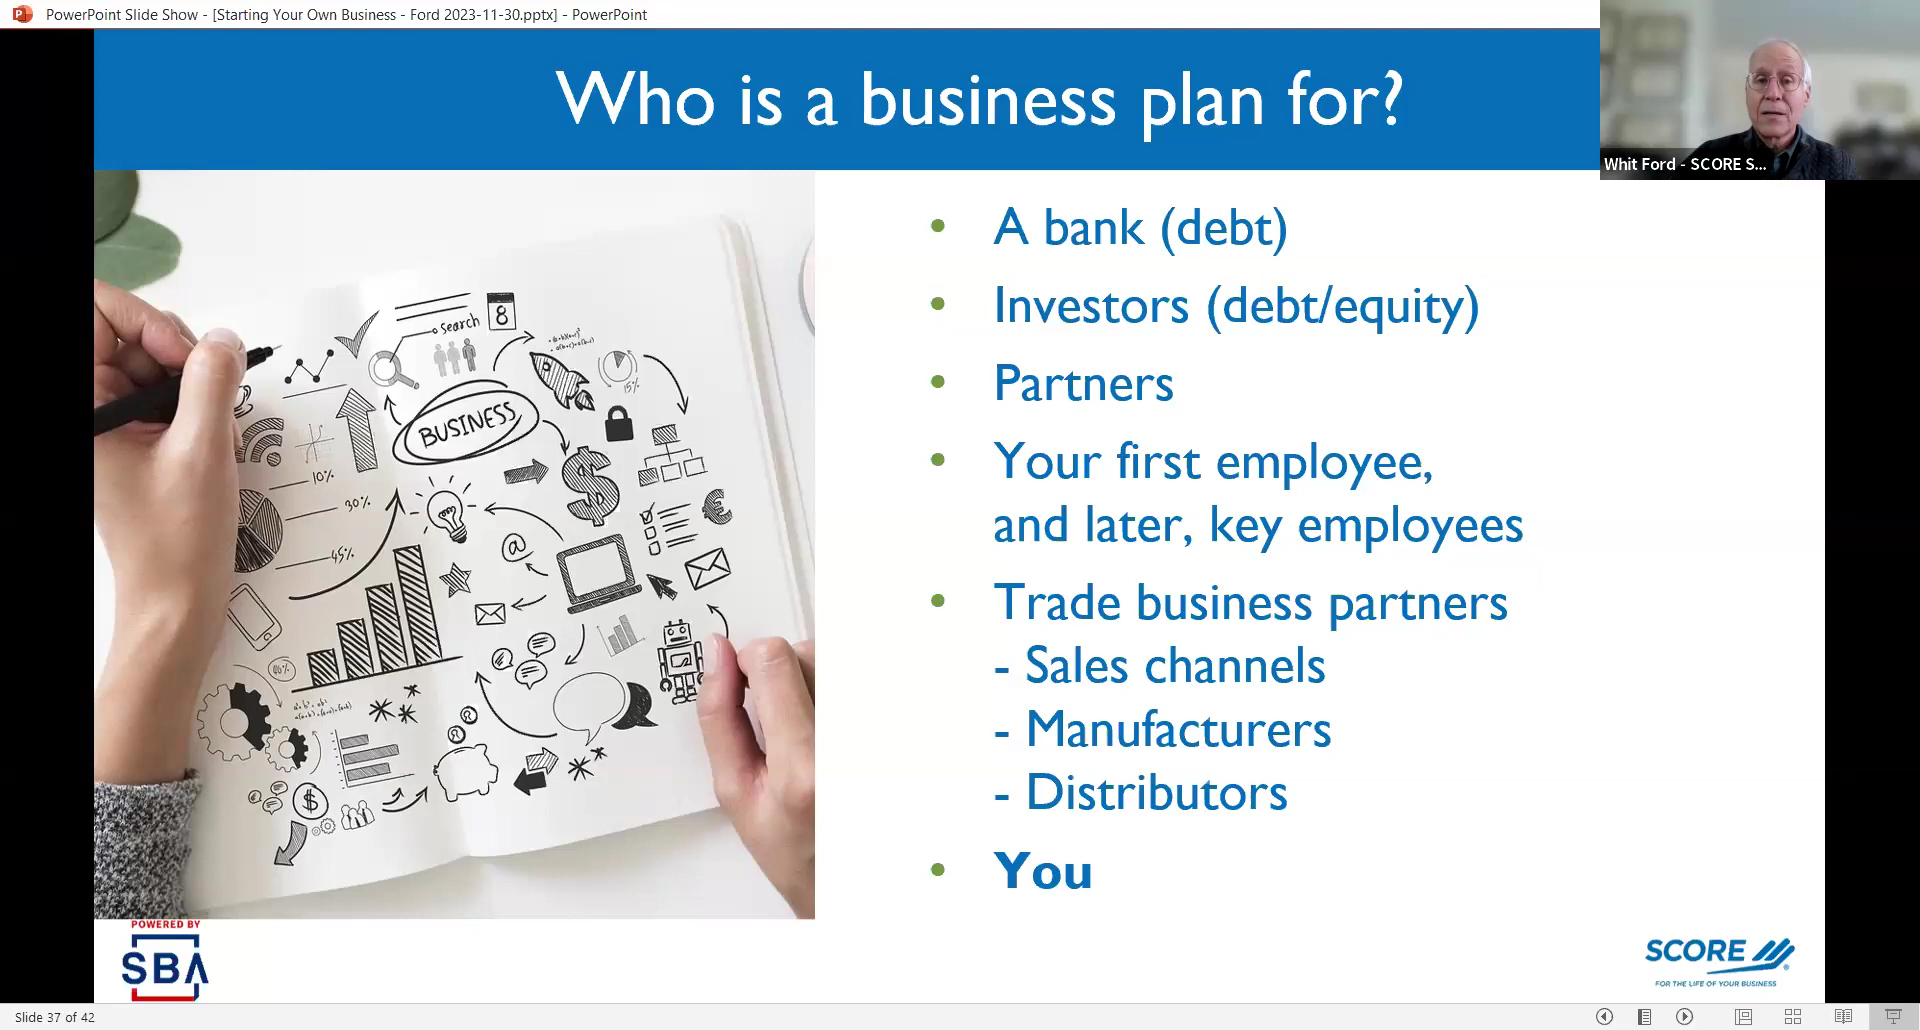 PowerPoint Slide Show - [Starting Your Own Business - Ford 2023-11-30.pptx] - PowerPoint
Who is a business plan for?
Whit Ford - SCORE S...
search
8
15%
BUSINESS
10%
30%
45%
$
€
@
$
• A bank (debt)
• Investors (debt/equity)
• Partners
• Your first employee,
and later, key employees
• Trade business partners
- Sales channels
- Manufacturers
- Distributors
• You
POWERED BY
SBA
SCORE
FOR THE LIFE OF YOUR BUSINESS
Slide 37 of 42